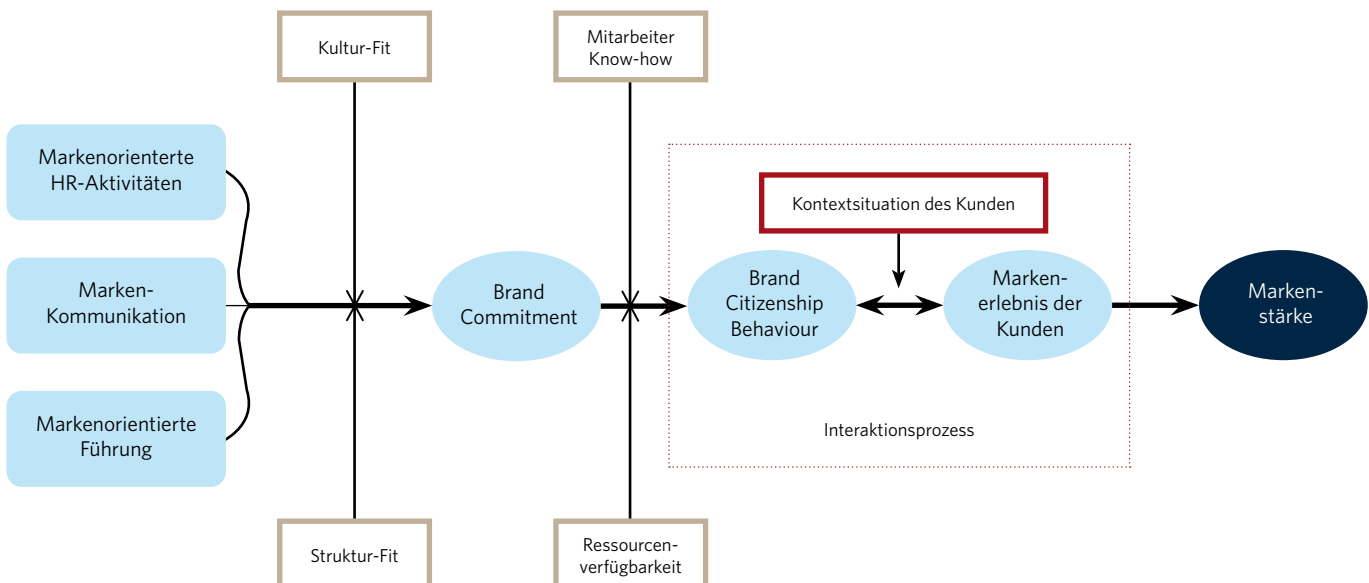 Kultur-Fit
Mitarbeiter
Know-how
Markenorienterte
HR-Aktivitäten
Marken-
Kommunikation
Markenorientierte
Führung
Brand
Commitment
Kontextsituation des Kunden
Brand
Citizenship
Behaviour
Marken-
erlebnis der
Kunden
Interaktionsprozess
Marken-
stärke
Struktur-Fit
Ressourcen-
verfügbarkeit